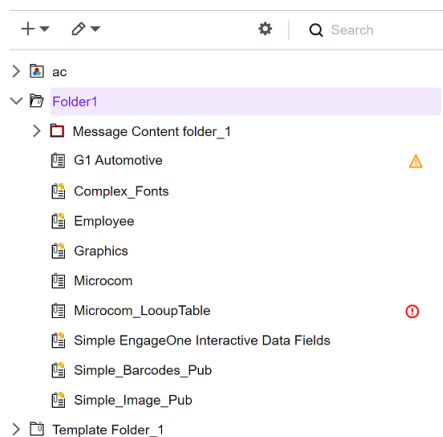 Search
ac
Folder1
Message Content folder_1
G1 Automotive
Complex_Fonts
Employee
Graphics
Microcom
Microcom_LooupTable
Simple EngageOne Interactive Data Fields
Simple_Barcodes_Pub
Simple_Image_Pub
Template Folder_1